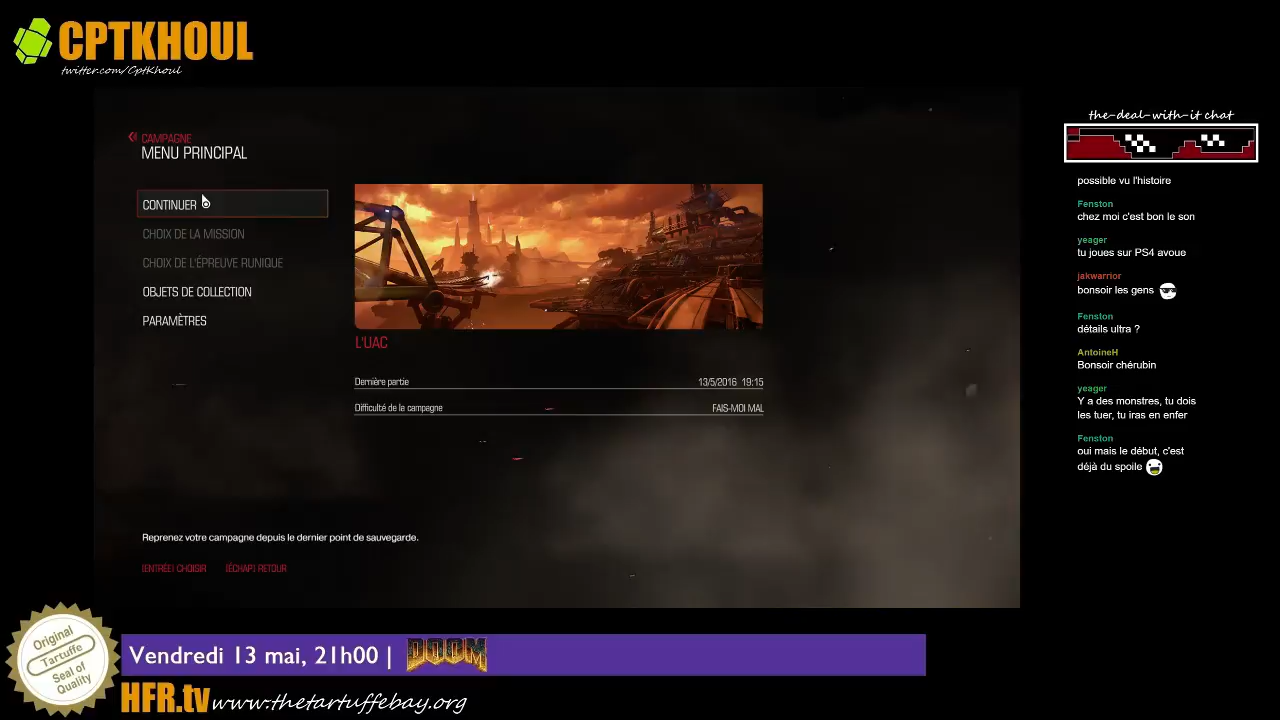 CPTKHOUL
twitter.com/CptKhoul
CAMPAGNE
MENU PRINCIPAL
CONTINUER
CHOIX DE LA MISSION
CHOIX DE L'ÉPREUVE RUNIQUE
OBJETS DE COLLECTION
PARAMÈTRES
L'UAC
Dernière partie 13/5/2016 19:15
Difficulté de la campagne FAIS-MOI MAL
Reprenez votre campagne depuis le dernier point de sauvegarde.
[ENTRÉE] CHOISIR [ÉCHAP] RETOUR
the-deal-with-it chat
possible vu l'histoire
Fenston
chez moi c'est bon le son
yeager
tu joues sur PS4 avoue
jakwarrior
bonsoir les gens
Fenston
détails ultra ?
AntoineH
Bonsoir chérubin
yeager
Y a des monstres, tu dois
les tuer, tu iras en enfer
Fenston
oui mais le début, c'est
déjà du spoile
Original
Tartuffe
Seal of
Quality
Vendredi 13 mai, 21h00 | DOOM
HFR.tv www.thetartuffebay.org